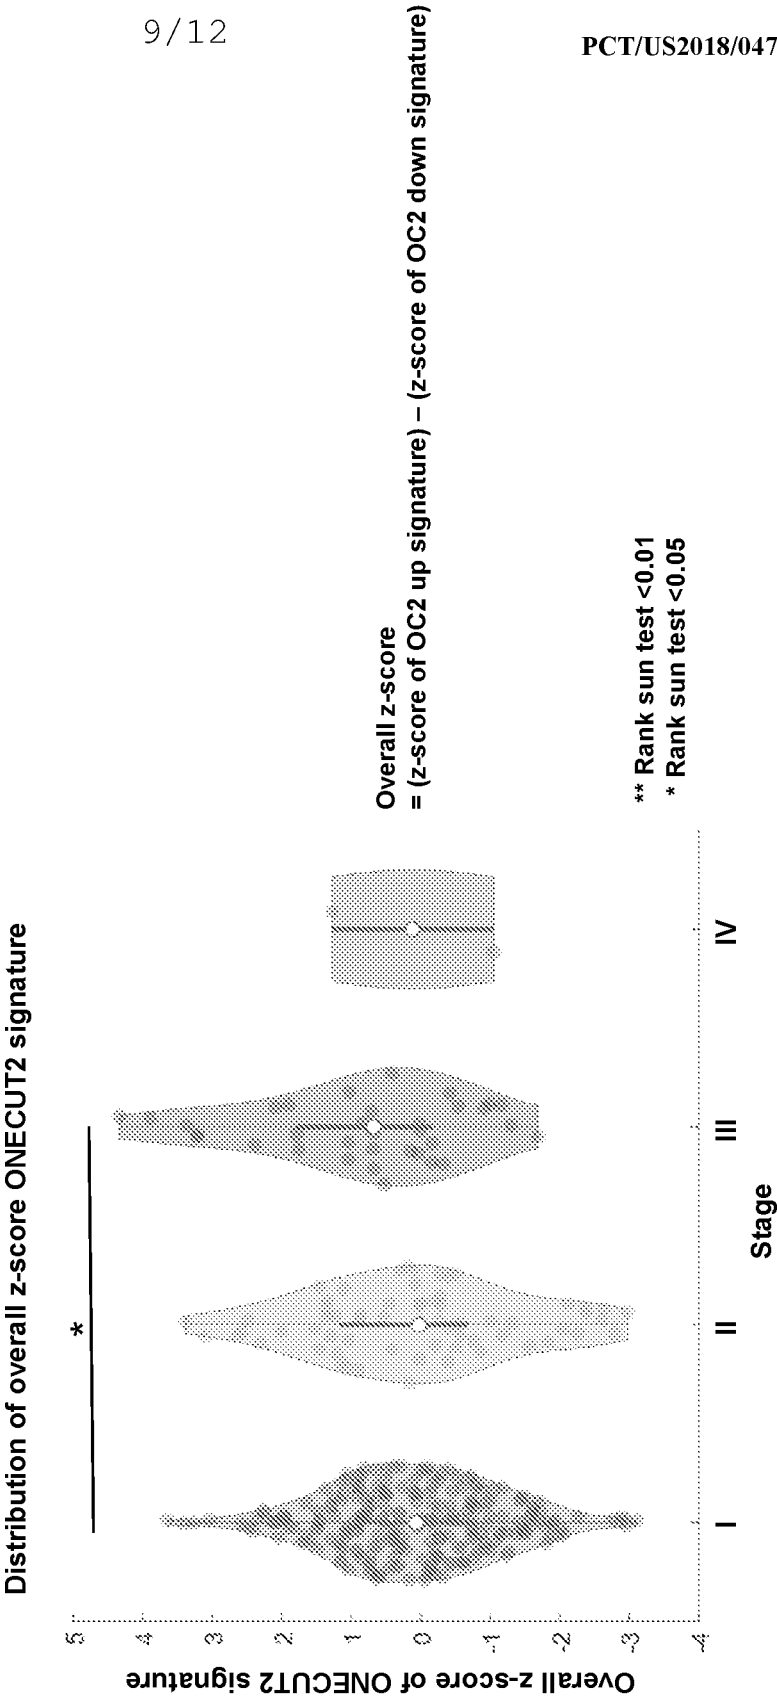 9/12
PCT/US2018/047
Distribution of overall z-score ONECUT2 signature
*
Overall z-score of ONECUT2 signature
5
4
3
2
1
0
-1
-2
-3
-4
I
II
III
IV
Stage
Overall z-score
= (z-score of OC2 up signature) – (z-score of OC2 down signature)
** Rank sun test <0.01
* Rank sun test <0.05